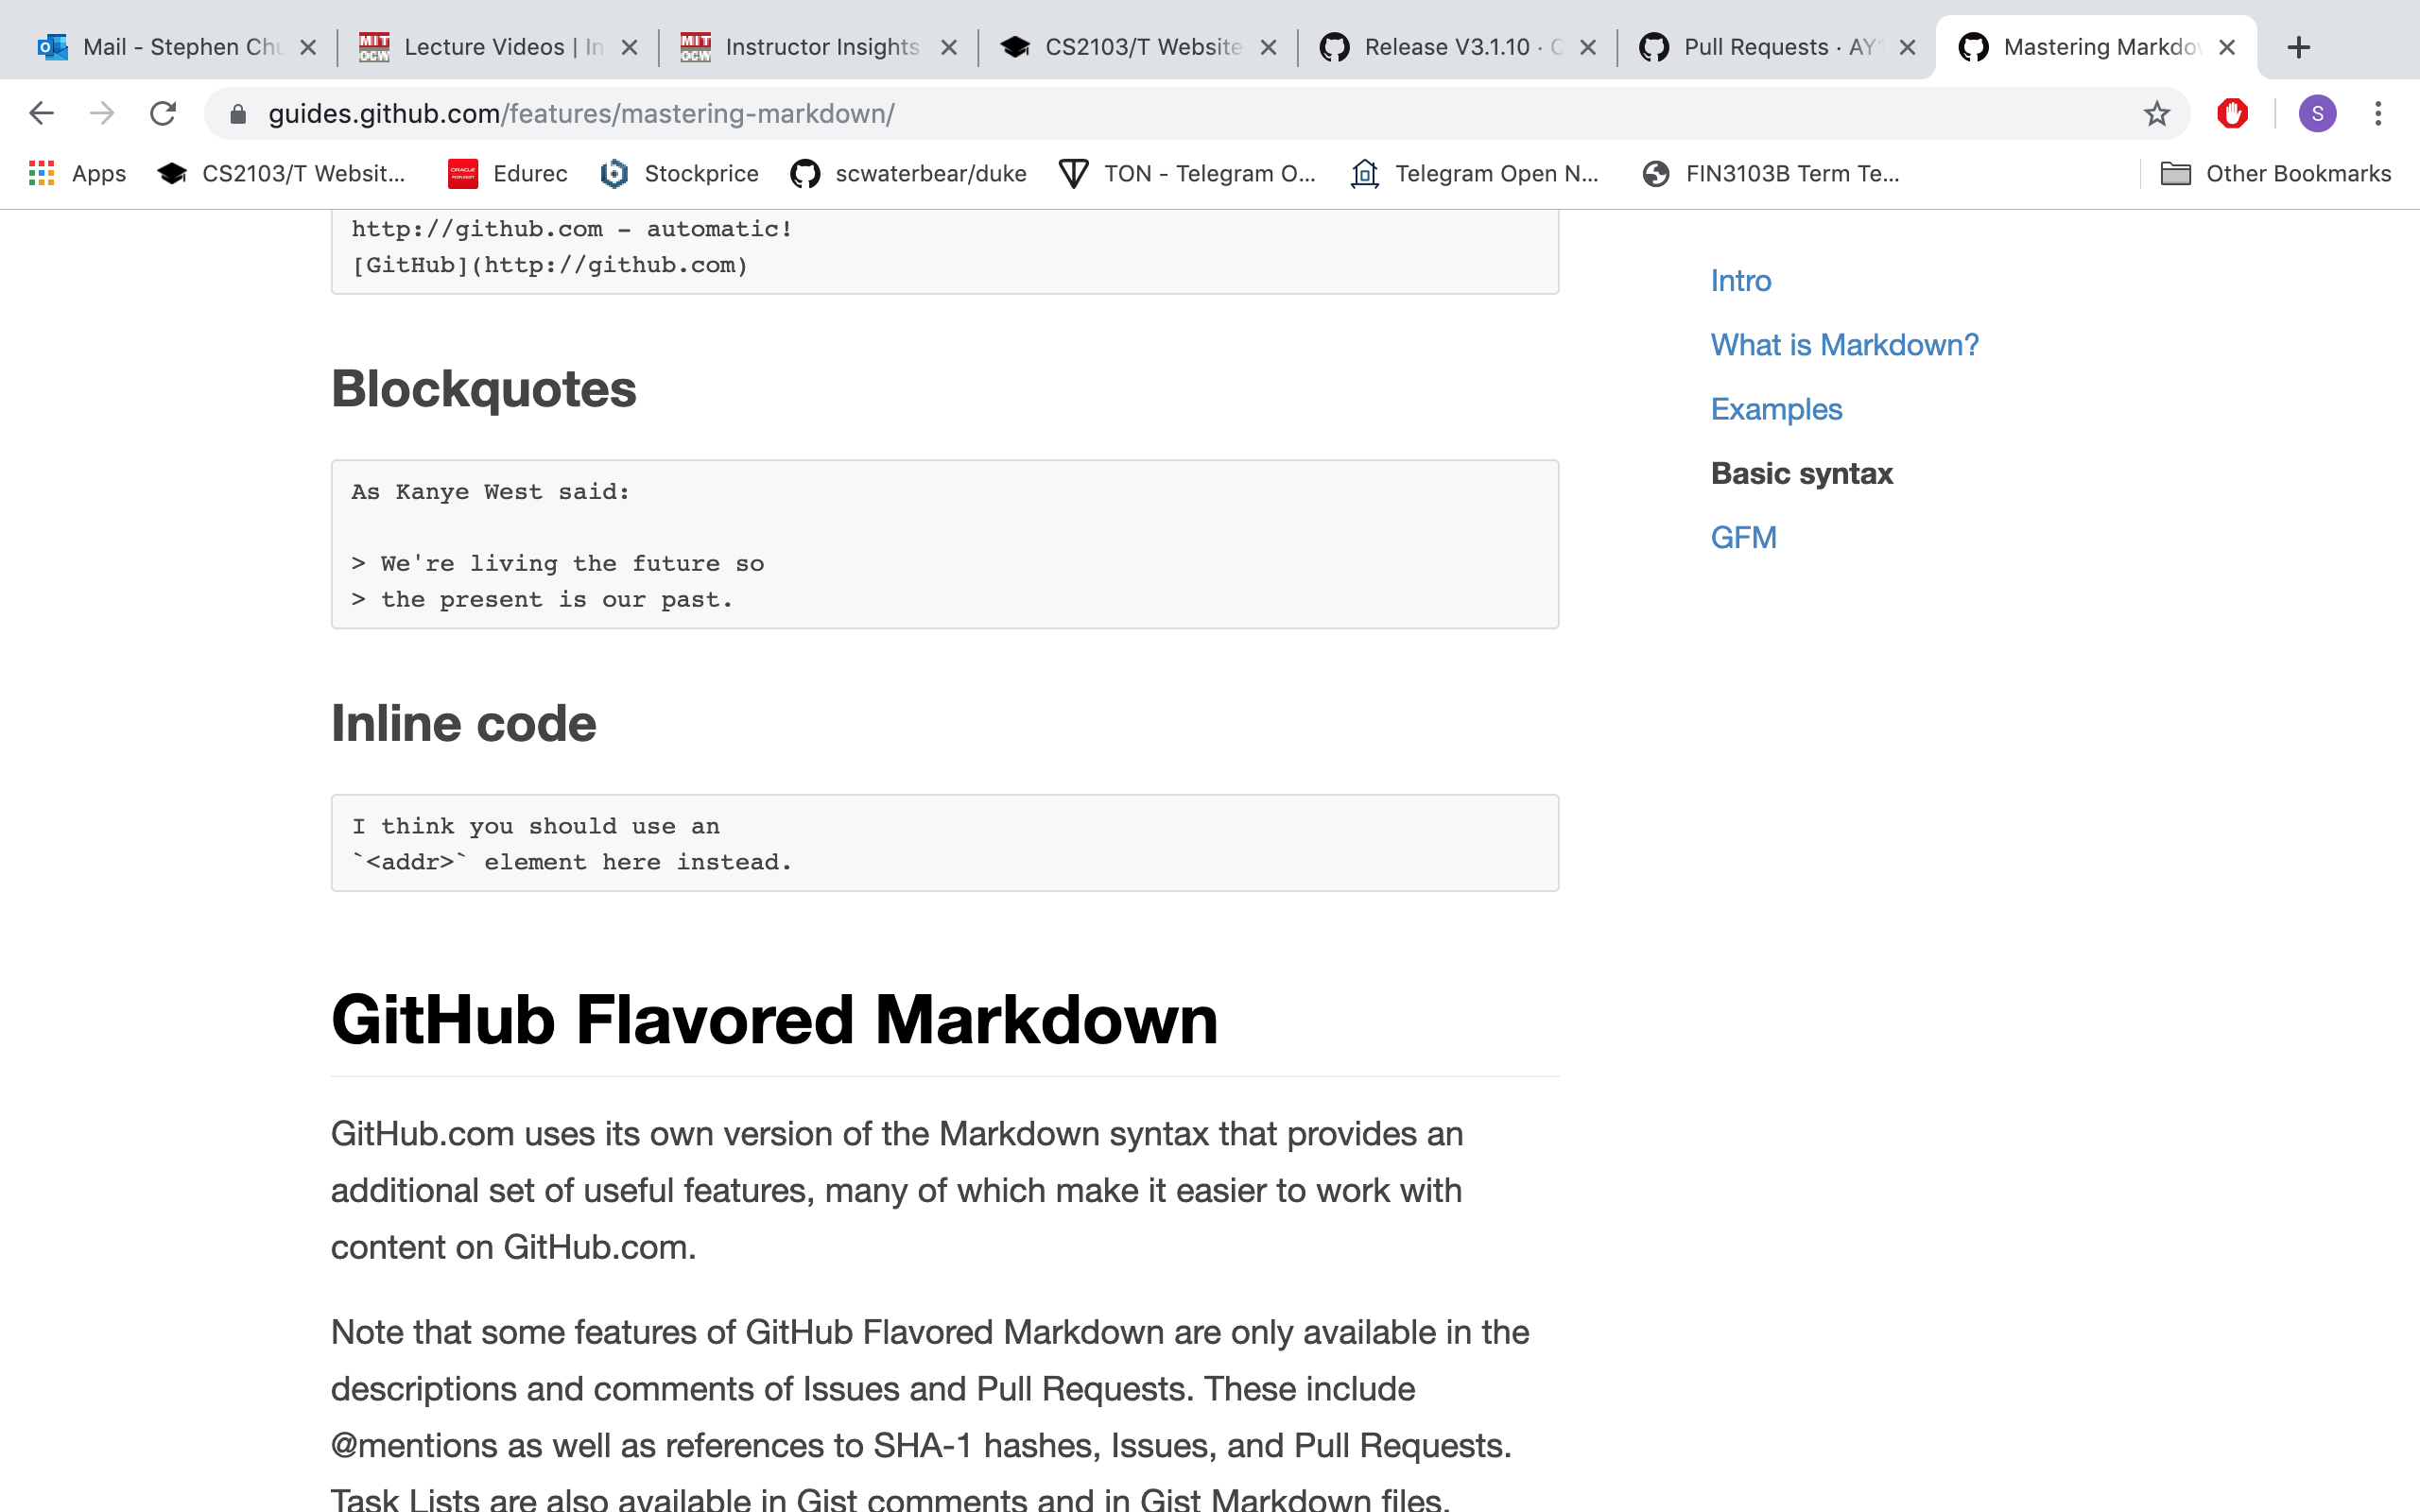 Mail - Stephen Chu
Lecture Videos | In
Instructor Insights
CS2103/T Website
Release V3.1.10 · C
Pull Requests · AY1
Mastering Markdov
guides.github.com/features/mastering-markdown/
S
Apps
CS2103/T Websit...
Edurec
Stockprice
scwaterbear/duke
TON - Telegram O...
Telegram Open N...
FIN3103B Term Te...
Other Bookmarks
http://github.com - automatic!
[GitHub](http://github.com)
Blockquotes
As Kanye West said:
> We're living the future so
> the present is our past.
Inline code
I think you should use an
`<addr>` element here instead.
GitHub Flavored Markdown
GitHub.com uses its own version of the Markdown syntax that provides an
additional set of useful features, many of which make it easier to work with
content on GitHub.com.
Note that some features of GitHub Flavored Markdown are only available in the
descriptions and comments of Issues and Pull Requests. These include
@mentions as well as references to SHA-1 hashes, Issues, and Pull Requests.
Task Lists are also available in Gist comments and in Gist Markdown files.
Intro
What is Markdown?
Examples
Basic syntax
GFM